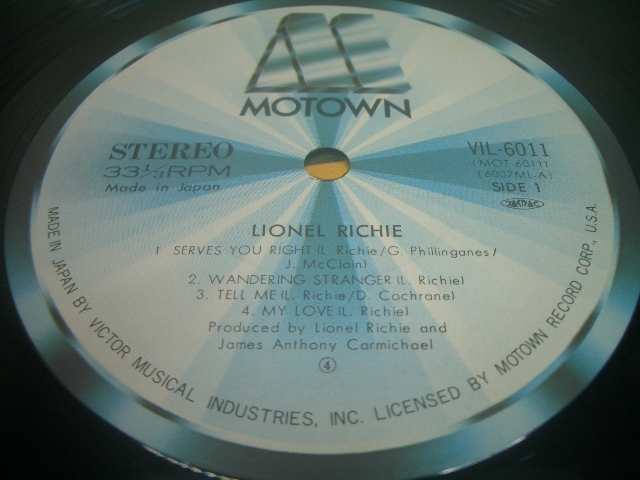 MOTOWN
STEREO
33⅓RPM
Made in Japan
VIL-6011
(MOT 6011)
(6007ML-A)
SIDE 1
LIONEL RICHIE
1 SERVES YOU RIGHT (L. Richie/G. Phillinganes/
J. McClain)
2. WANDERING STRANGER (L. Richie)
3. TELL ME (L. Richie/D. Cochrane)
4. MY LOVE (L. Richie)
Produced by Lionel Richie and
James Anthony Carmichael
④
MADE IN JAPAN BY VICTOR MUSICAL INDUSTRIES, INC. LICENSED BY MOTOWN RECORD CORP., U.S.A.